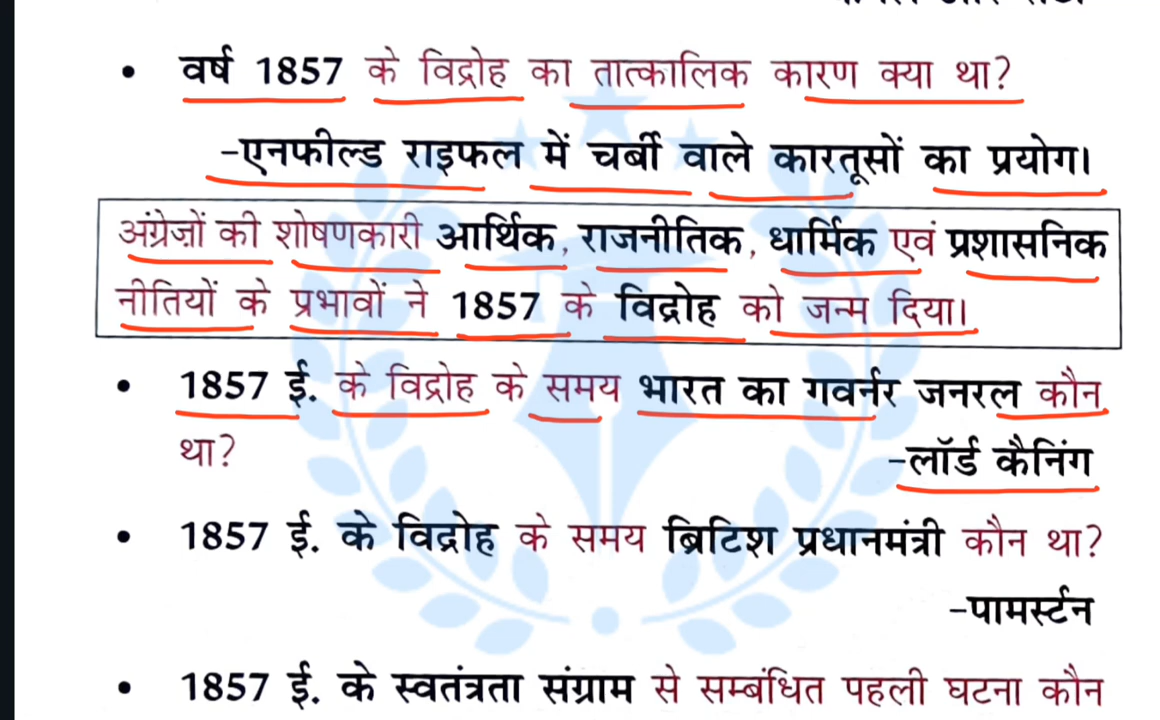 • वर्ष 1857 के विद्रोह का तात्कालिक कारण क्या था?
-एनफील्ड राइफल में चर्बी वाले कारतूसों का प्रयोग।
अंग्रेज़ों की शोषणकारी आर्थिक, राजनीतिक, धार्मिक एवं प्रशासनिक
नीतियों के प्रभावों ने 1857 के विद्रोह को जन्म दिया।
• 1857 ई. के विद्रोह के समय भारत का गवर्नर जनरल कौन
था? -लॉर्ड कैनिंग
• 1857 ई. के विद्रोह के समय ब्रिटिश प्रधानमंत्री कौन था?
-पामर्स्टन
• 1857 ई. के स्वतंत्रता संग्राम से सम्बंधित पहली घटना कौन